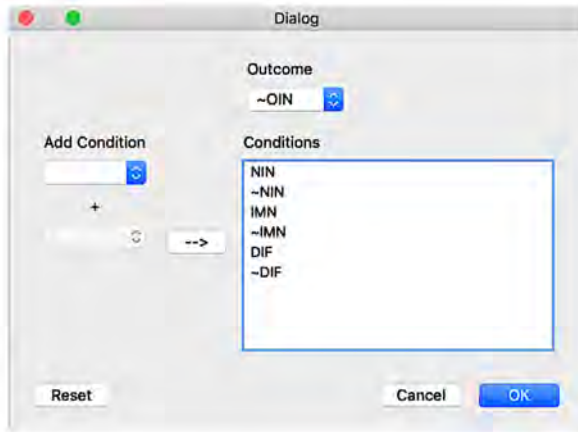 Dialog
Outcome
~OIN
Add Condition
Conditions
NIN
~NIN
IMN
~IMN
DIF
~DIF
+
-->
Reset
Cancel
OK